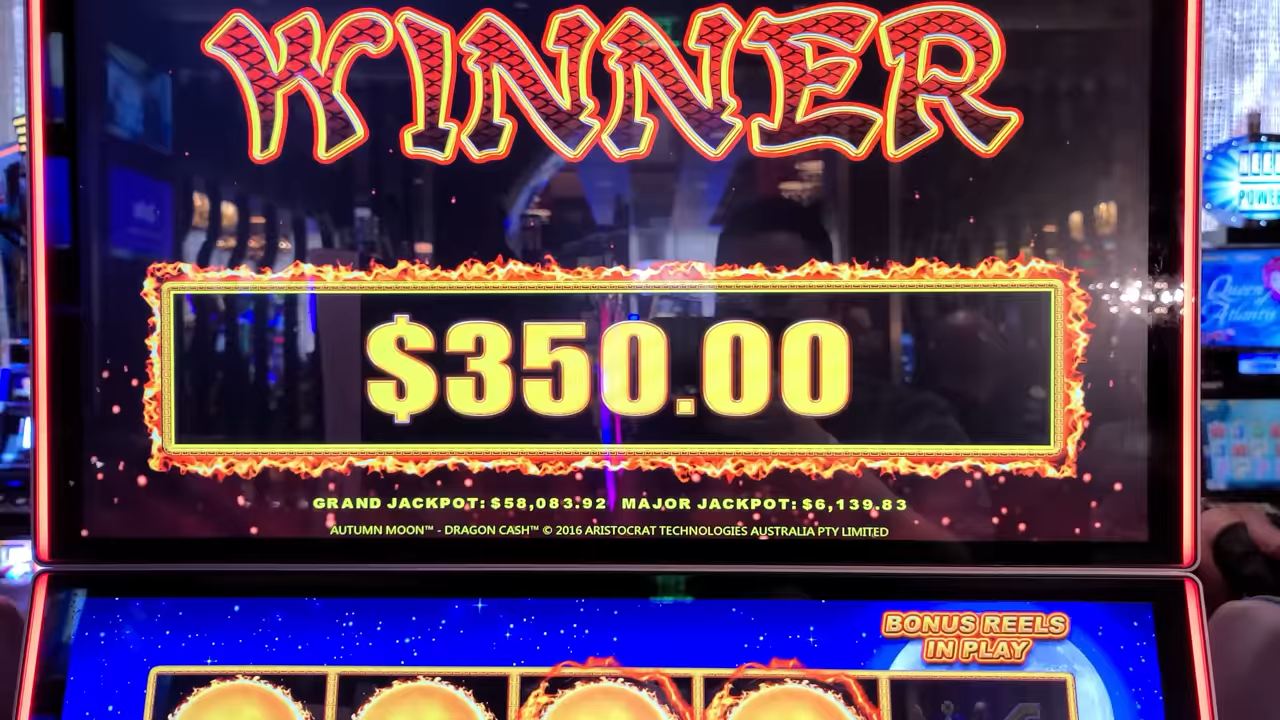 WINNER
$350.00
GRAND JACKPOT: $58,083.92 MAJOR JACKPOT: $6,139.83
AUTUMN MOON™ - DRAGON CASH™ © 2016 ARISTOCRAT TECHNOLOGIES AUSTRALIA PTY LIMITED
BONUS REELS
IN PLAY
POWER
Queen
of
Atlantis